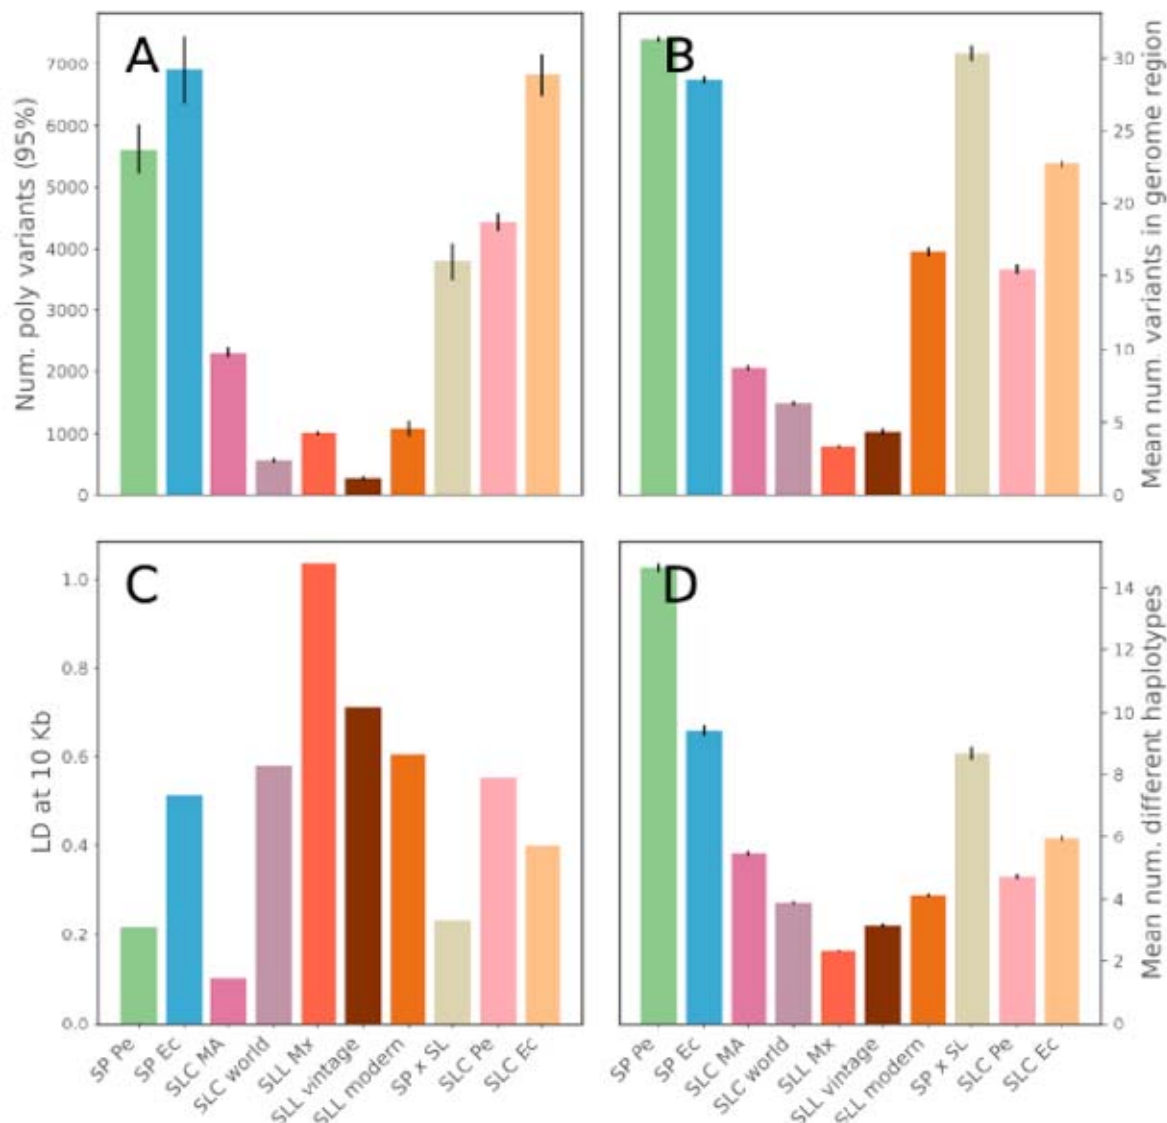 A
B
Num. poly variants (95%)
7000
6000
5000
4000
3000
2000
1000
0
30
25
20
15
10
5
0
Mean num. variants in genome region
C
D
LD at 10 Kb
1.0
0.8
0.6
0.4
0.2
0.0
14
12
10
8
6
4
2
0
Mean num. different haplotypes
SP Pe
SP Ec
SLC MA
SLC world
SLL Mx
SLL vintage
SLL modern
SP x SL
SLC Pe
SLC Ec
SP Pe
SP Ec
SLC MA
SLC world
SLL Mx
SLL vintage
SLL modern
SP x SL
SLC Pe
SLC Ec